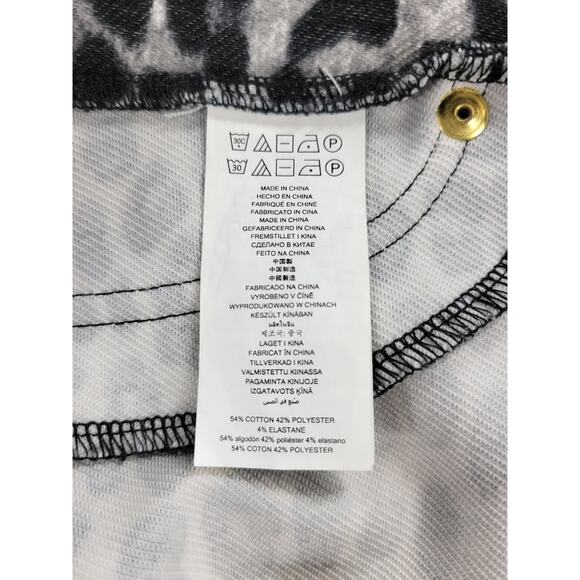 30C P
30 P
MADE IN CHINA
HECHO EN CHINA
FABRIQUÉ EN CHINE
FABBRICATO IN CHINA
MADE IN CHINA
GEFABRICEERD IN CHINA
FREMSTILLET I KINA
СДЕЛАНО В КИТАЕ
FEITO NA CHINA
中国製
中国制造
中國製造
FABRICADO NA CHINA
VYROBENO V ČÍNĚ
WYPRODUKOWANO W CHINACH
KÉSZÜLT KÍNÁBAN
ผลิตในจีน
제조국: 중국
LAGET I KINA
FABRICAT ÎN CHINA
TILLVERKAD I KINA
VALMISTETTU KIINASSA
PAGAMINTA KINIJOJE
IZGATAVOTS ĶĪNĀ
صنع في الصين
54% COTTON 42% POLYESTER
4% ELASTANE
54% algodón 42% poliéster 4% elastano
54% COTTON 42% POLYESTER